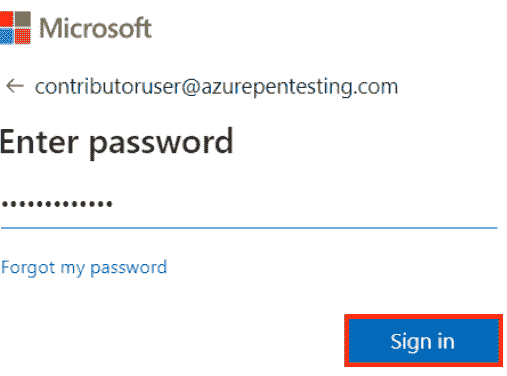 Microsoft
← contributoruser@azurepentesting.com
Enter password
•••••••••••••
Forgot my password
Sign in